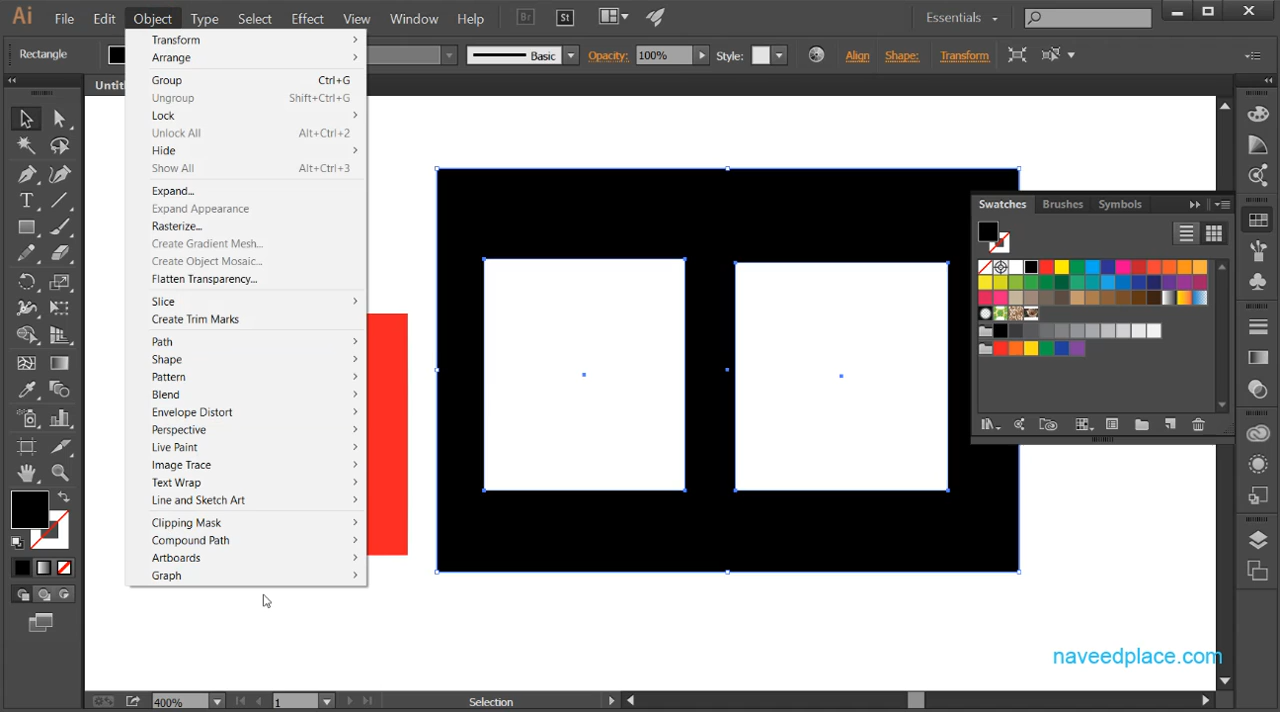 Ai File Edit Object Type Select Effect View Window Help Br St Essentials
Rectangle Basic Opacity: 100% Style: Align Shape: Transform
Untit
Transform
Arrange
Group Ctrl+G
Ungroup Shift+Ctrl+G
Lock
Unlock All Alt+Ctrl+2
Hide
Show All Alt+Ctrl+3
Expand...
Expand Appearance
Rasterize...
Create Gradient Mesh...
Create Object Mosaic...
Flatten Transparency...
Slice
Create Trim Marks
Path
Shape
Pattern
Blend
Envelope Distort
Perspective
Live Paint
Image Trace
Text Wrap
Line and Sketch Art
Clipping Mask
Compound Path
Artboards
Graph
Swatches Brushes Symbols
naveedplace.com
400% 1 Selection